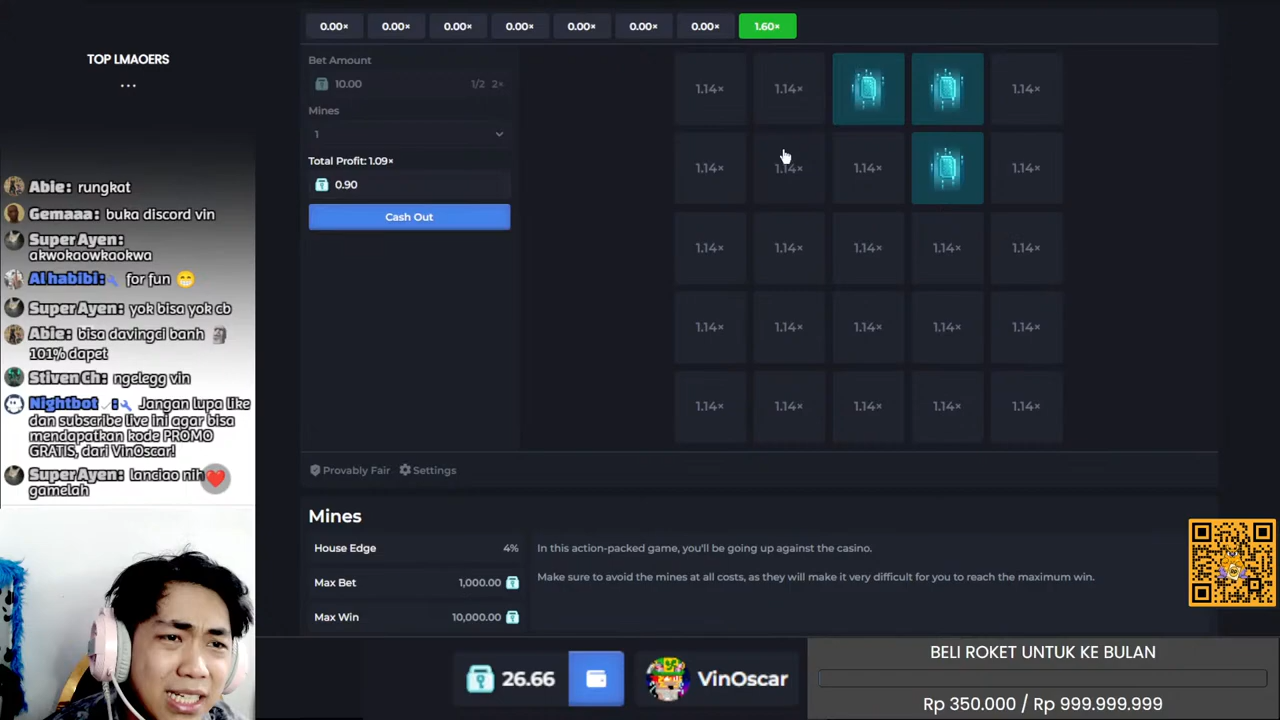 0.00× 0.00× 0.00× 0.00× 0.00× 0.00× 0.00× 1.60×
TOP LMAOERS
...
Abie: rungkat
Gemaaa: buka discord vin
Super Ayen:
akwokaowkaokwa
Al habibi: for fun 😁
Super Ayen: yok bisa yok cb
Abie: bisa davingci banh 🗿
101% dapet
Stiven Ch: ngelegg vin
Nightbot ✓: Jangan lupa like
dan subscribe live ini agar bisa
mendapatkan kode PROMO
GRATIS, dari VinOscar!
Super Ayen: lanciao nih
gamelah
Bet Amount
10.00 1/2 2×
Mines
1
Total Profit: 1.09×
0.90
Cash Out
1.14× 1.14× 1.14×
1.14× 1.14× 1.14× 1.14×
1.14× 1.14× 1.14× 1.14× 1.14×
1.14× 1.14× 1.14× 1.14× 1.14×
1.14× 1.14× 1.14× 1.14× 1.14×
Provably Fair Settings
Mines
House Edge 4%
Max Bet 1,000.00
Max Win 10,000.00
In this action-packed game, you'll be going up against the casino.
Make sure to avoid the mines at all costs, as they will make it very difficult for you to reach the maximum win.
26.66 VinOscar
BELI ROKET UNTUK KE BULAN
Rp 350.000 / Rp 999.999.999